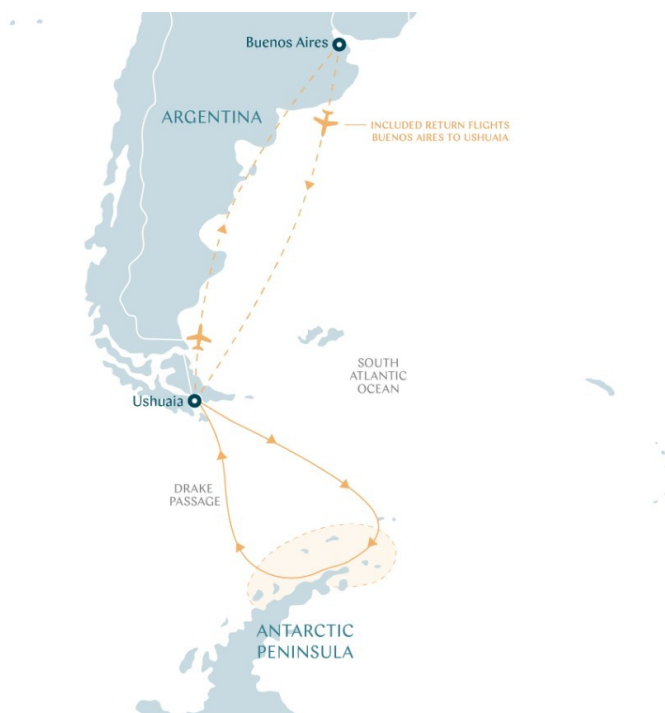 Buenos Aires
ARGENTINA
INCLUDED RETURN FLIGHTS
BUENOS AIRES TO USHUAIA
SOUTH
ATLANTIC
OCEAN
Ushuaia
DRAKE
PASSAGE
ANTARCTIC
PENINSULA